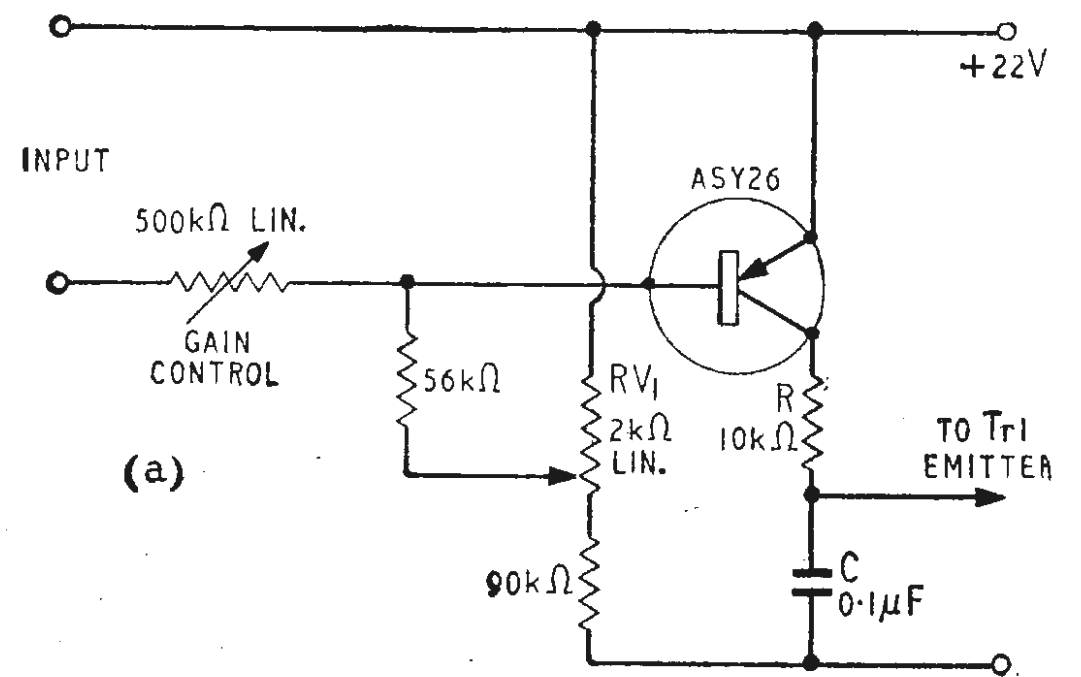 +22V
INPUT
ASY26
500kΩ LIN.
GAIN
CONTROL
56kΩ
RV1
2kΩ
LIN.
R
10kΩ
TO Tr1
EMITTER
(a)
90kΩ
C
0·1μF